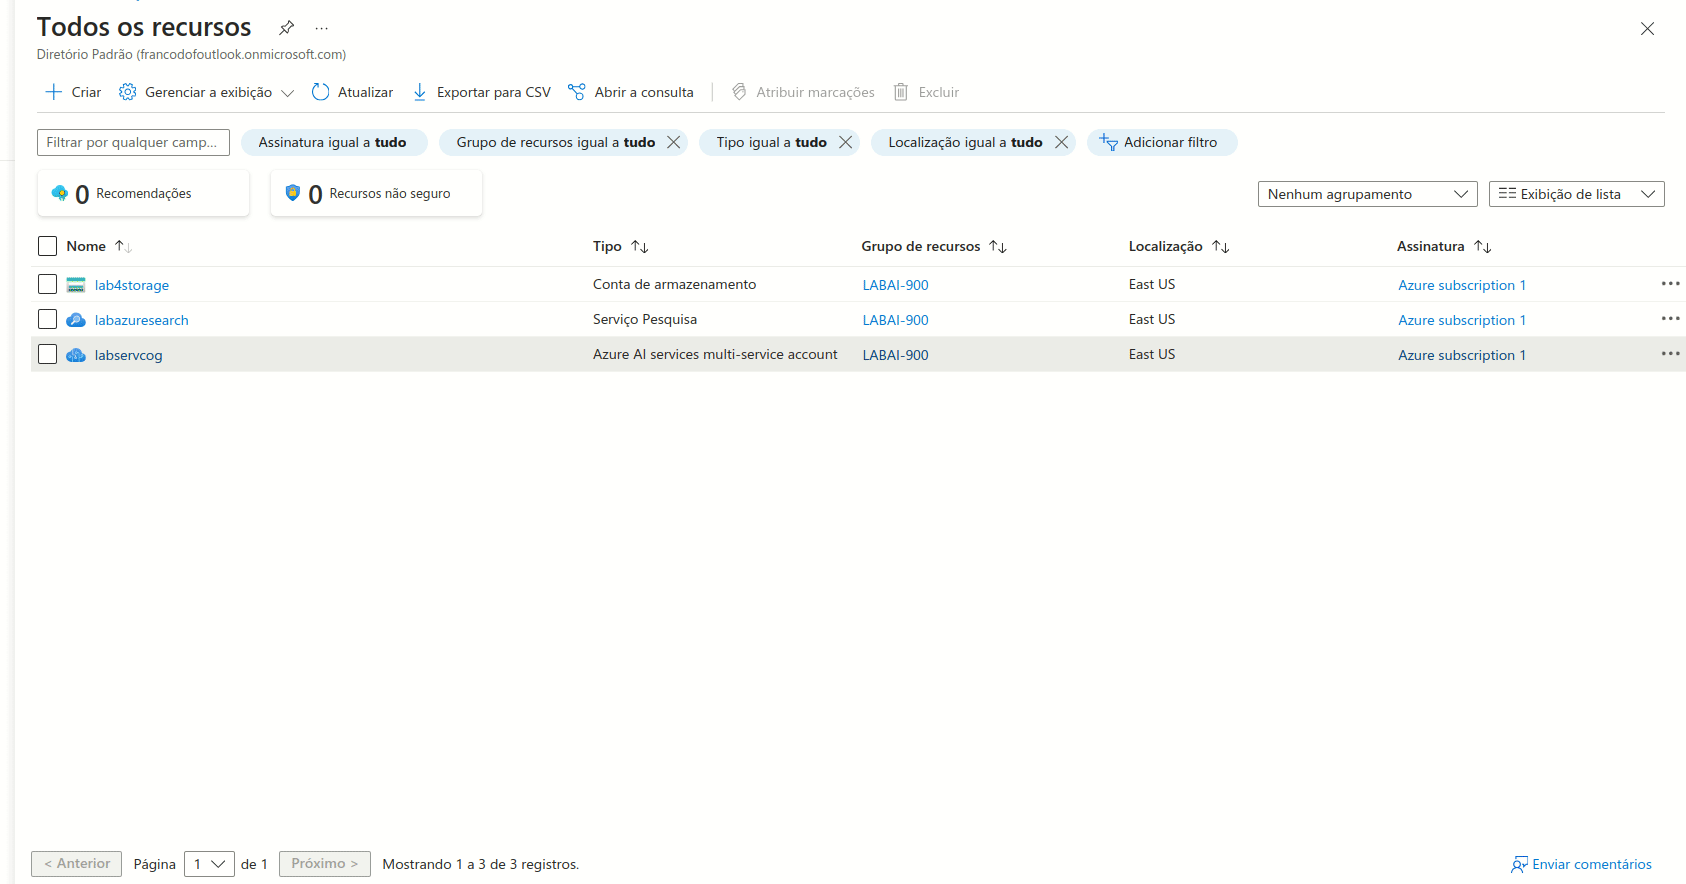 Todos os recursos ...
Diretório Padrão (francodofoutlook.onmicrosoft.com)
Criar Gerenciar a exibição Atualizar Exportar para CSV Abrir a consulta Atribuir marcações Excluir
Filtrar por qualquer camp... Assinatura igual a tudo Grupo de recursos igual a tudo Tipo igual a tudo Localização igual a tudo Adicionar filtro
0 Recomendações 0 Recursos não seguro Nenhum agrupamento Exibição de lista
Nome Tipo Grupo de recursos Localização Assinatura
lab4storage Conta de armazenamento LABAI-900 East US Azure subscription 1
labazuresearch Serviço Pesquisa LABAI-900 East US Azure subscription 1
labservcog Azure AI services multi-service account LABAI-900 East US Azure subscription 1
< Anterior Página 1 de 1 Próximo > Mostrando 1 a 3 de 3 registros. Enviar comentários